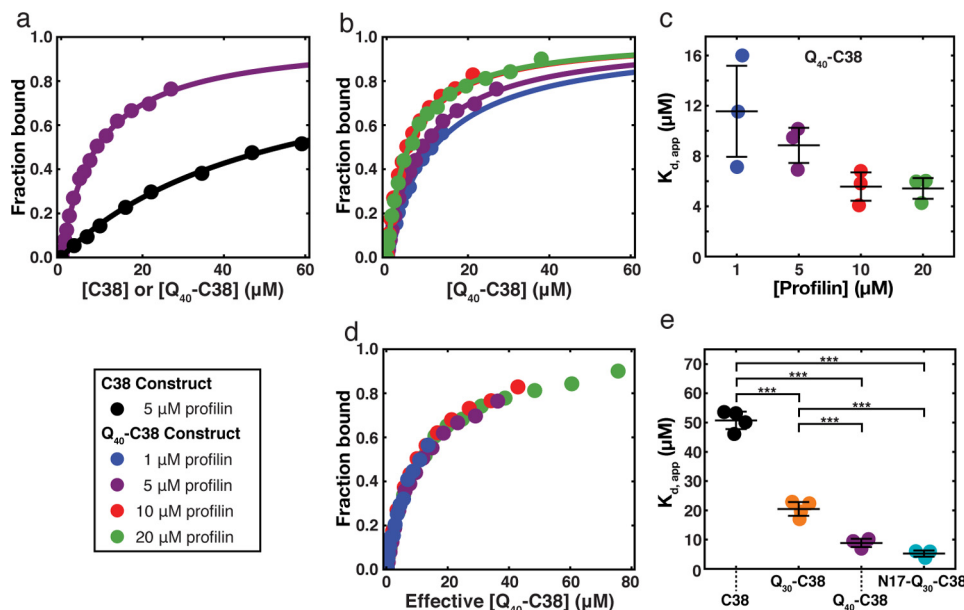 a
1.0
0.8
0.6
0.4
0.2
0.0
Fraction bound
0 20 40 60
[C38] or [Q40-C38] (μM)
b
1.0
0.8
0.6
0.4
0.2
0.0
Fraction bound
0 20 40 60
[Q40-C38] (μM)
c
Q40-C38
16
12
8
4
0
Kd, app (μM)
1 5 10 20
[Profilin] (μM)
C38 Construct
5 μM profilin
Q40-C38 Construct
1 μM profilin
5 μM profilin
10 μM profilin
20 μM profilin
d
1.0
0.8
0.6
0.4
0.2
0.0
Fraction bound
0 20 40 60 80
Effective [Q40-C38] (μM)
e
70
60
50
40
30
20
10
0
Kd, app (μM)
***
***
*** ***
***
Q30-C38 N17-Q30-C38
C38 Q40-C38